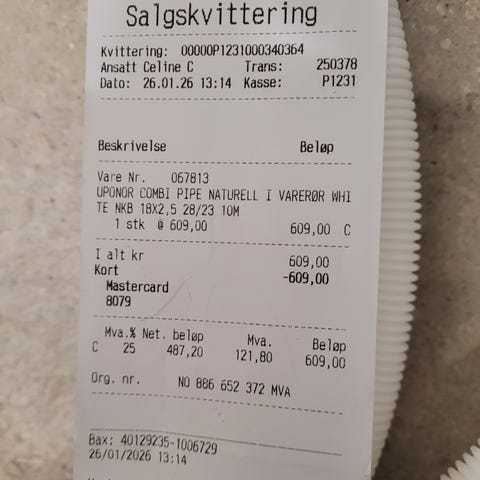 Salgskvittering
Kvittering: 00000P1231000340364
Ansatt Celine C Trans: 250378
Dato: 26.01.26 13:14 Kasse: P1231
Beskrivelse Beløp
Vare Nr. 067813
UPONOR COMBI PIPE NATURELL I VARERØR WHI
TE NKB 18X2,5 28/23 10M
1 stk @ 609,00 609,00 C
I alt kr 609,00
Kort -609,00
Mastercard
8079
Mva.% Net. beløp Mva. Beløp
C 25 487,20 121,80 609,00
Org. nr. NO 886 652 372 MVA
Bax: 40129235-1006729
26/01/2026 13:14